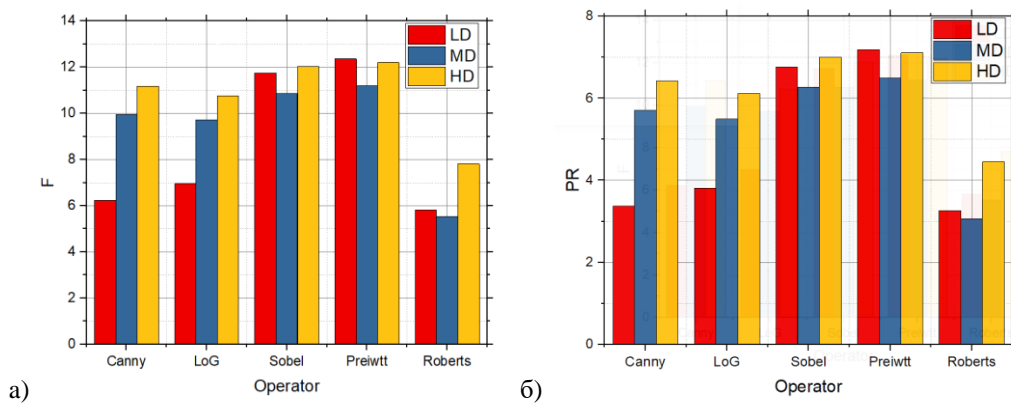 14
12
10
8
6
4
2
0
F
LD
MD
HD
Canny LoG Sobel Preiwtt Roberts
Operator
а)
8
6
4
2
0
PR
LD
MD
HD
Canny LoG Sobel Preiwtt Roberts
Operator
б)